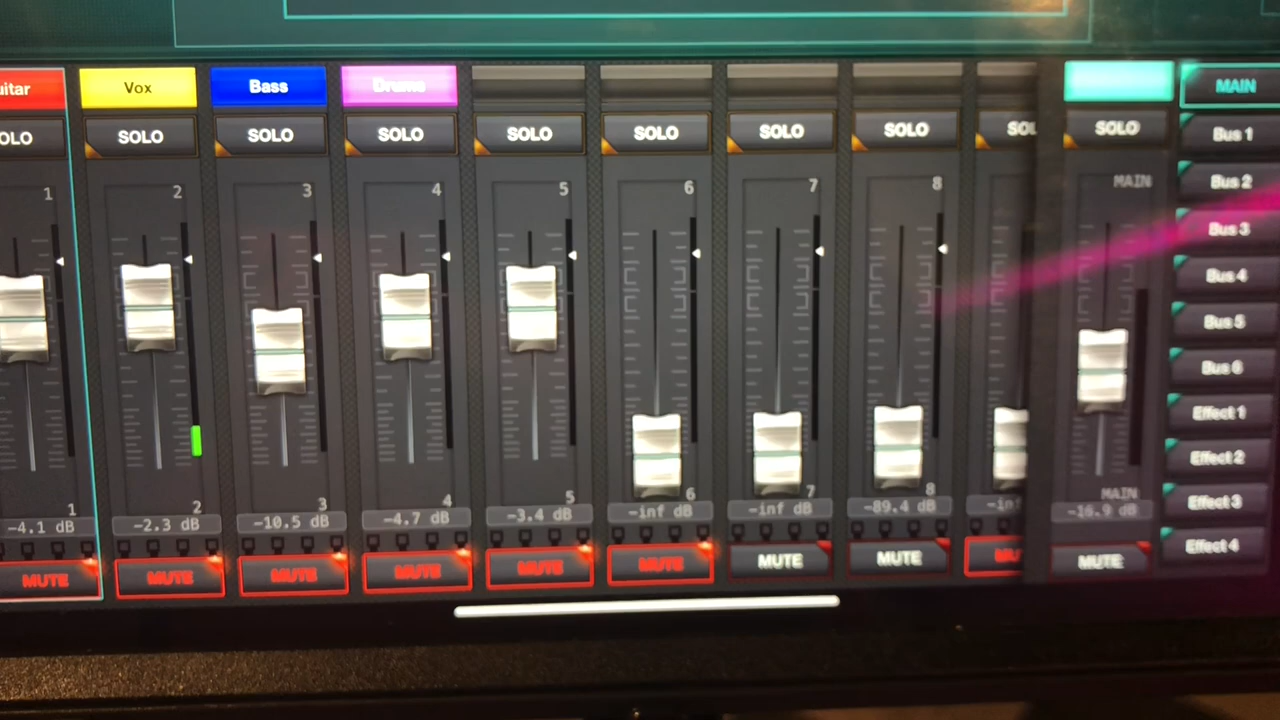 uitar Vox Bass Drums
OLO SOLO SOLO SOLO SOLO SOLO SOLO SOLO SOL SOLO
1 2 3 4 5 6 7 8 MAIN
1 2 3 4 5 6 7 8 MAIN
-4.1 dB -2.3 dB -10.5 dB -4.7 dB -3.4 dB -inf dB -inf dB -89.4 dB -inf -16.9 dB
MUTE MUTE MUTE MUTE MUTE MUTE MUTE MUTE MU MUTE
MAIN
Bus 1
Bus 2
Bus 3
Bus 4
Bus 5
Bus 6
Effect 1
Effect 2
Effect 3
Effect 4